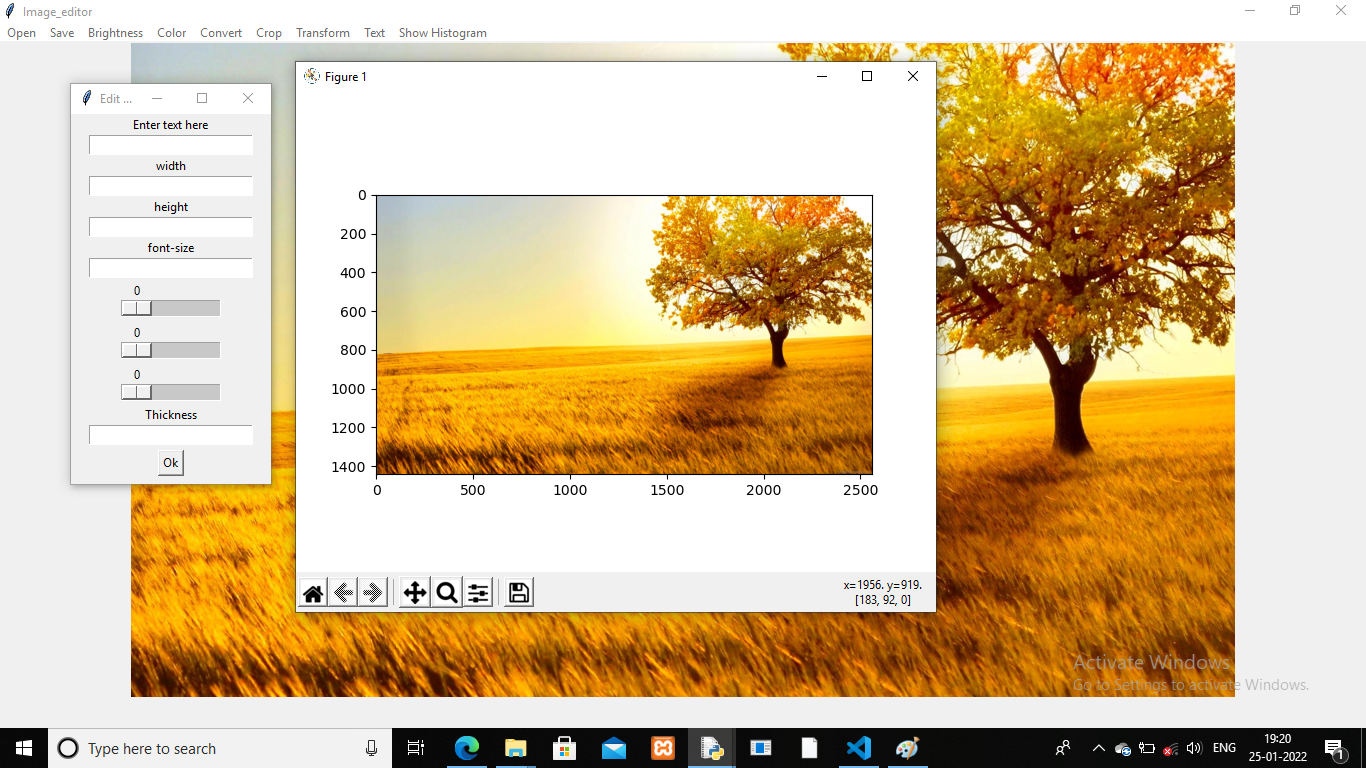 Image_editor
Open Save Brightness Color Convert Crop Transform Text Show Histogram
Edit ...
Enter text here
width
height
font-size
0
0
0
Thickness
Ok
Figure 1
0
200
400
600
800
1000
1200
1400
0 500 1000 1500 2000 2500
x=1956. y=919.
[183, 92, 0]
Activate Windows
Go to Settings to activate Windows.
Type here to search
ENG
19:20
25-01-2022
1